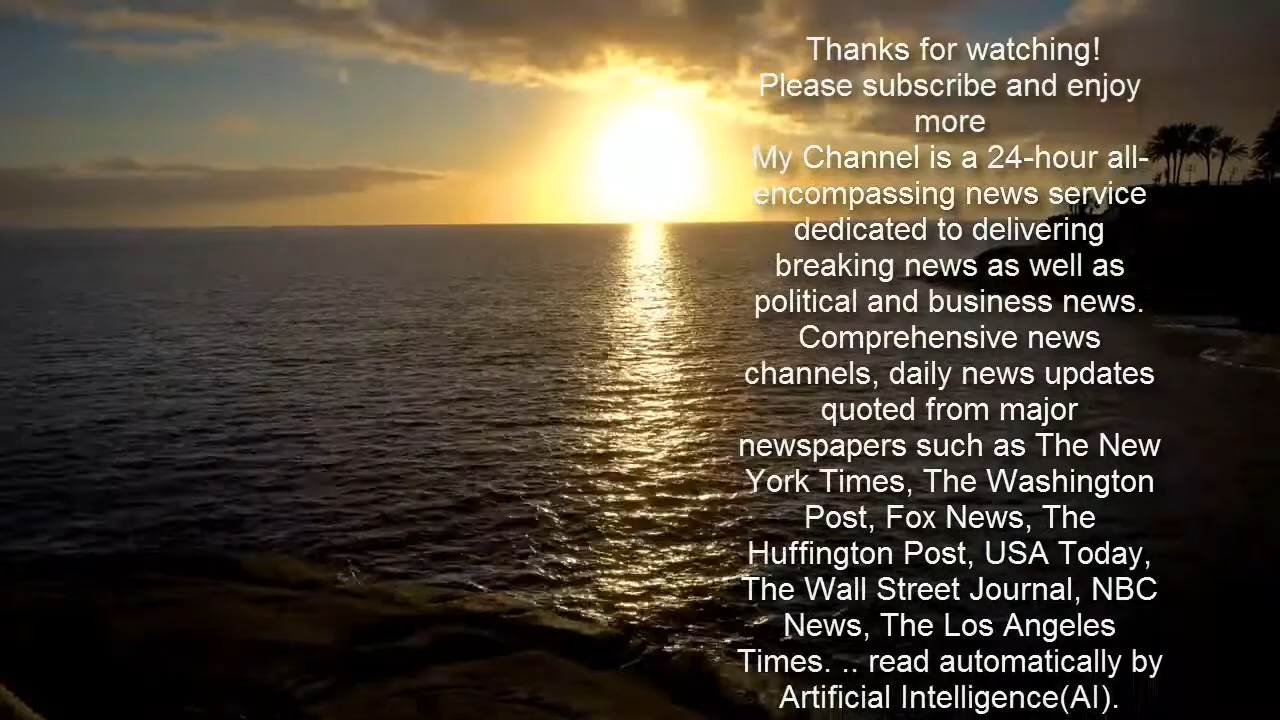 Thanks for watching!
Please subscribe and enjoy
more
My Channel is a 24-hour all-
encompassing news service
dedicated to delivering
breaking news as well as
political and business news.
Comprehensive news
channels, daily news updates
quoted from major
newspapers such as The New
York Times, The Washington
Post, Fox News, The
Huffington Post, USA Today,
The Wall Street Journal, NBC
News, The Los Angeles
Times. .. read automatically by
Artificial Intelligence(AI).